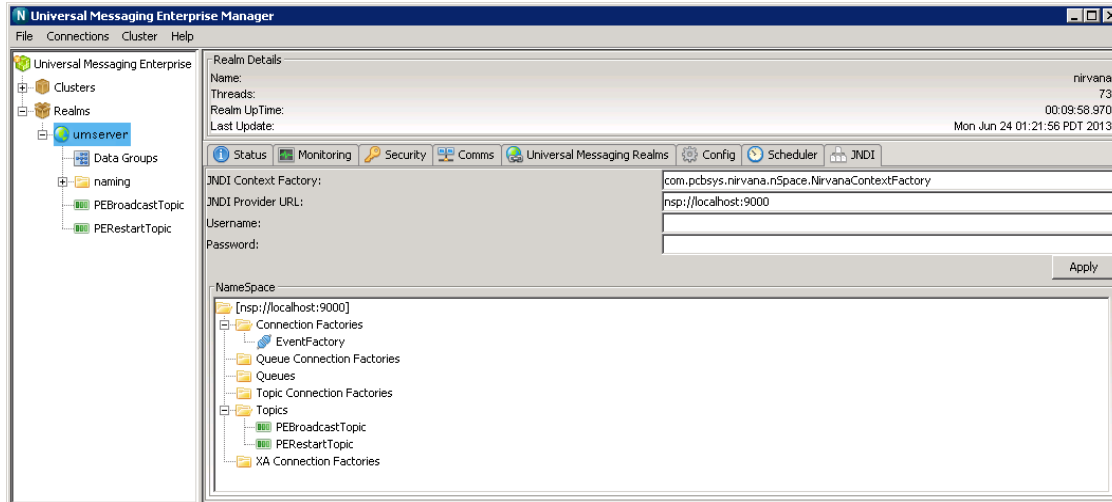 Universal Messaging Enterprise Manager
File Connections Cluster Help
Universal Messaging Enterprise
Clusters
Realms
umserver
Data Groups
naming
PEBroadcastTopic
PERestartTopic
Realm Details
Name: nirvana
Threads: 73
Realm UpTime: 00:09:58.970
Last Update: Mon Jun 24 01:21:56 PDT 2013
Status Monitoring Security Comms Universal Messaging Realms Config Scheduler JNDI
JNDI Context Factory: com.pcbsys.nirvana.nSpace.NirvanaContextFactory
JNDI Provider URL: nsp://localhost:9000
Username:
Password:
Apply
NameSpace
[nsp://localhost:9000]
Connection Factories
EventFactory
Queue Connection Factories
Queues
Topic Connection Factories
Topics
PEBroadcastTopic
PERestartTopic
XA Connection Factories